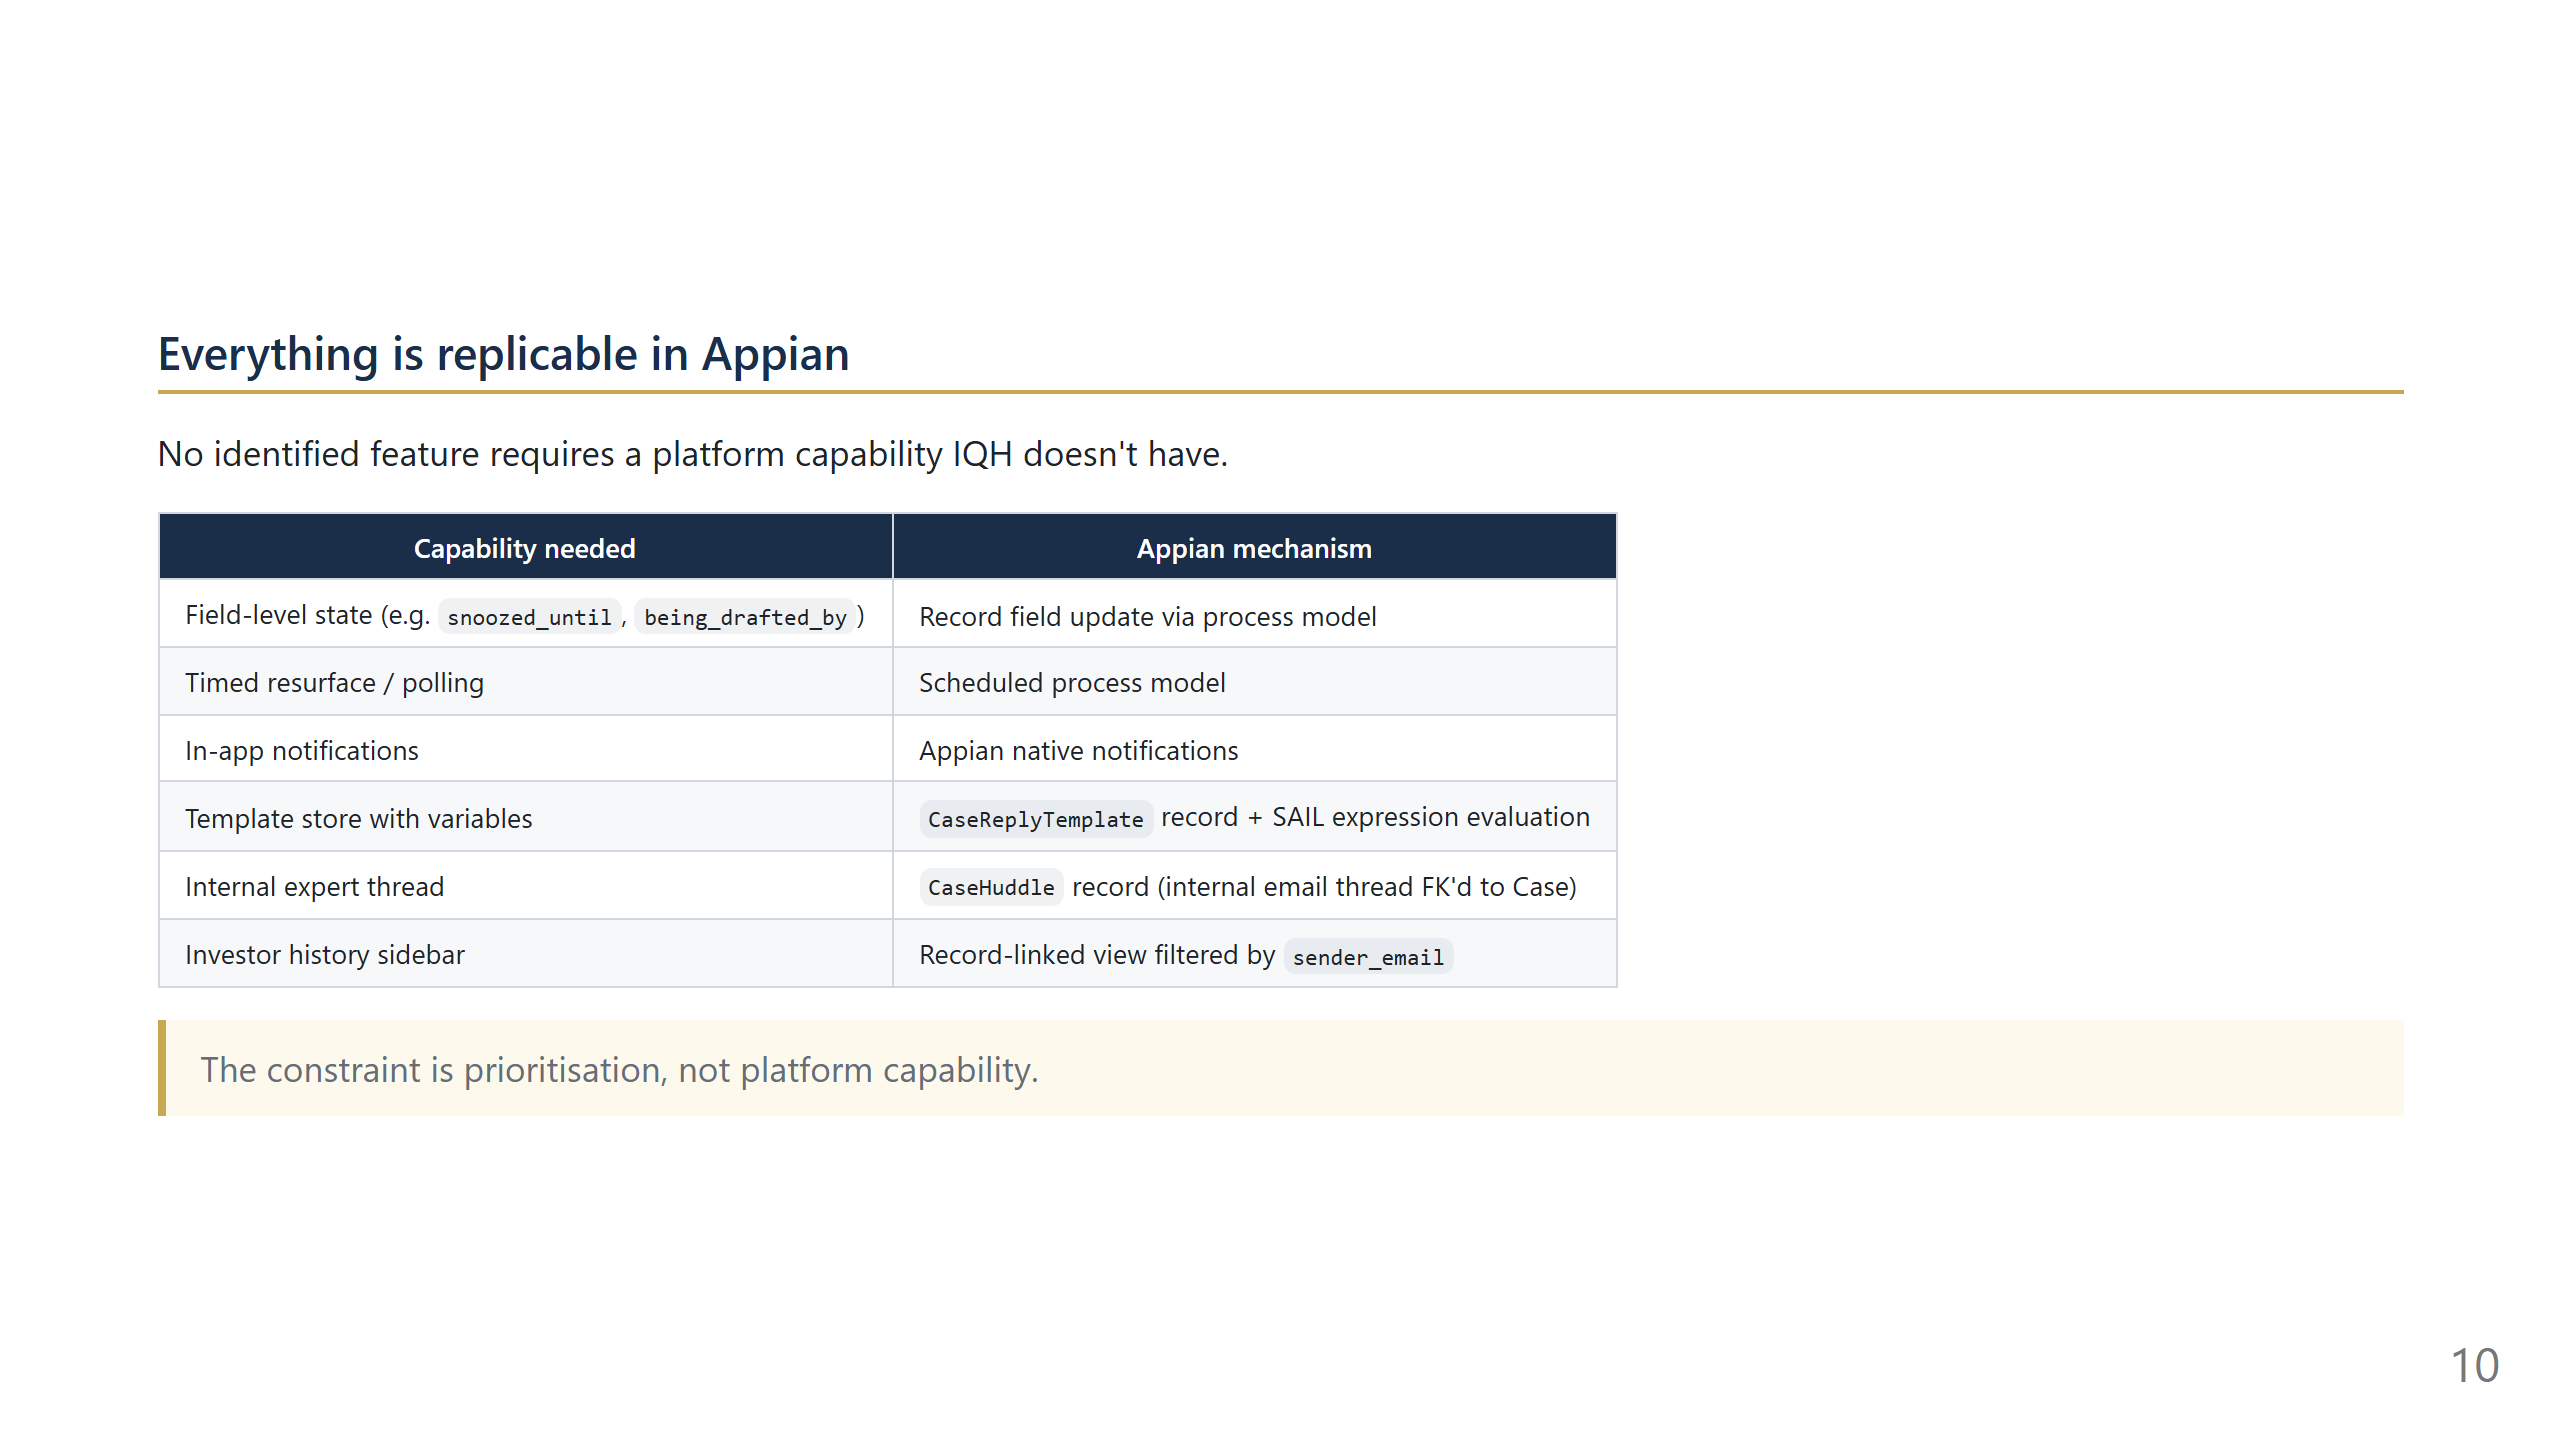 Everything is replicable in Appian
No identified feature requires a platform capability IQH doesn't have.
Capability needed Appian mechanism
Field-level state (e.g. snoozed_until, being_drafted_by) Record field update via process model
Timed resurface / polling Scheduled process model
In-app notifications Appian native notifications
Template store with variables CaseReplyTemplate record + SAIL expression evaluation
Internal expert thread CaseHuddle record (internal email thread FK'd to Case)
Investor history sidebar Record-linked view filtered by sender_email
The constraint is prioritisation, not platform capability.
10